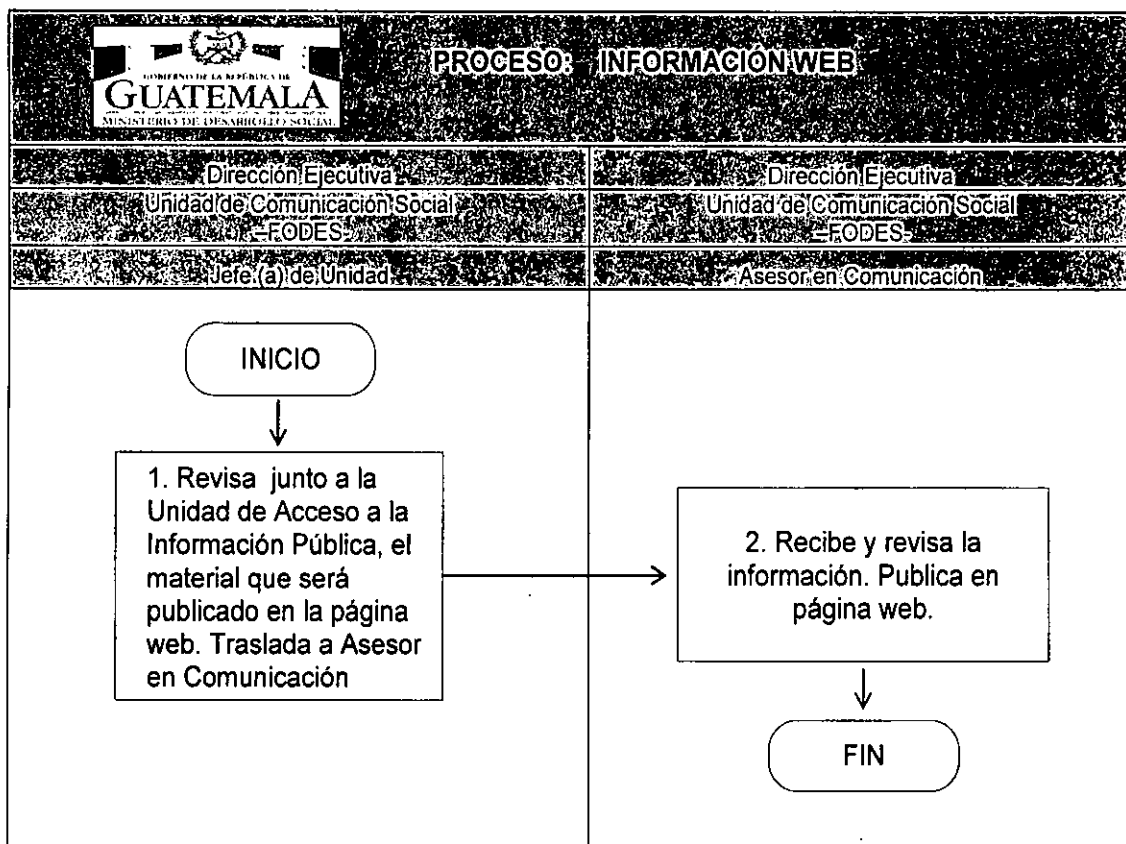 GOBIERNO DE LA REPÚBLICA DE
GUATEMALA
MINISTERIO DE DESARROLLO SOCIAL
PROCESO: INFORMACIÓN WEB
Dirección Ejecutiva
Unidad de Comunicación Social
–FODES-
Jefe (a) de Unidad
Dirección Ejecutiva
Unidad de Comunicación Social
–FODES-
Asesor en Comunicación
INICIO
1. Revisa junto a la
Unidad de Acceso a la
Información Pública, el
material que será
publicado en la página
web. Traslada a Asesor
en Comunicación
2. Recibe y revisa la
información. Publica en
página web.
FIN